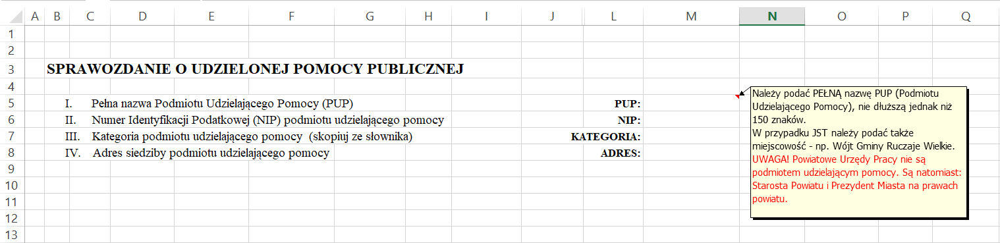 A B C D E F G H I J L M N O P Q
1
2
3 SPRAWOZDANIE O UDZIELONEJ POMOCY PUBLICZNEJ
4
5 I. Pełna nazwa Podmiotu Udzielającego Pomocy (PUP) PUP:
6 II. Numer Identyfikacji Podatkowej (NIP) podmiotu udzielającego pomocy NIP:
7 III. Kategoria podmiotu udzielającego pomocy (skopiuj ze słownika) KATEGORIA:
8 IV. Adres siedziby podmiotu udzielającego pomocy ADRES:
9
10
11
12
13
Należy podać PEŁNĄ nazwę PUP (Podmiotu
Udzielającego Pomocy), nie dłuższą jednak niż
150 znaków.
W przypadku JST należy podać także
miejscowość - np. Wójt Gminy Ruczaje Wielkie.
UWAGA! Powiatowe Urzędy Pracy nie są
podmiotem udzielającym pomocy. Są natomiast:
Starosta Powiatu i Prezydent Miasta na prawach
powiatu.